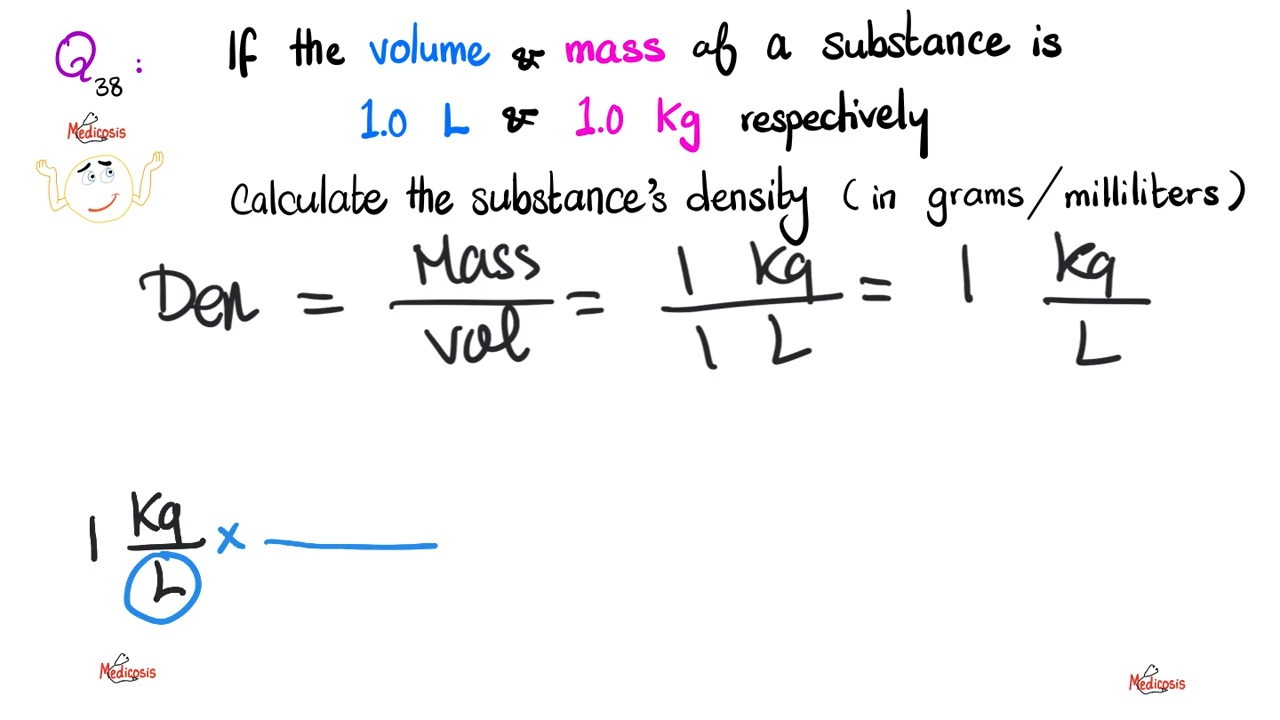 Q38: If the volume & mass of a substance is
Medicosis
1.0 L & 1.0 Kg respectively
Calculate the substance's density (in grams/milliliters)
Den = Mass / Vol = 1 Kg / 1 L = 1 Kg / L
1 Kg / L ×
Medicosis
Medicosis